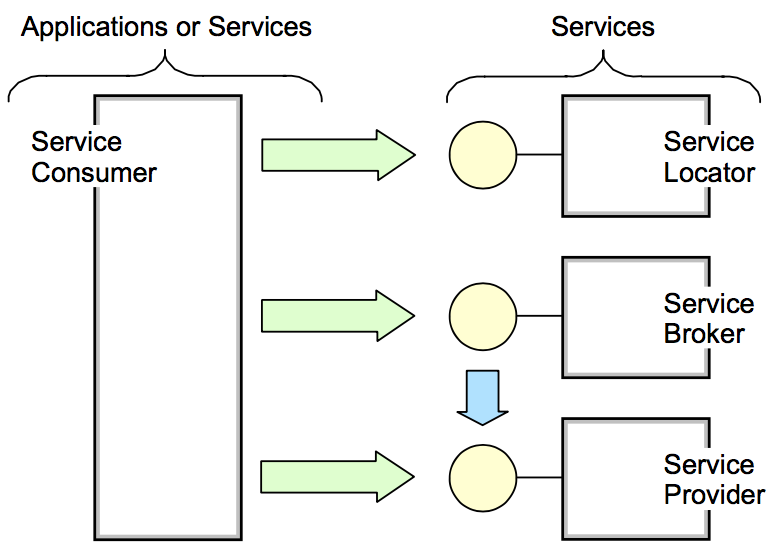 Applications or Services
Services
Service
Consumer
Service
Locator
Service
Broker
Service
Provider